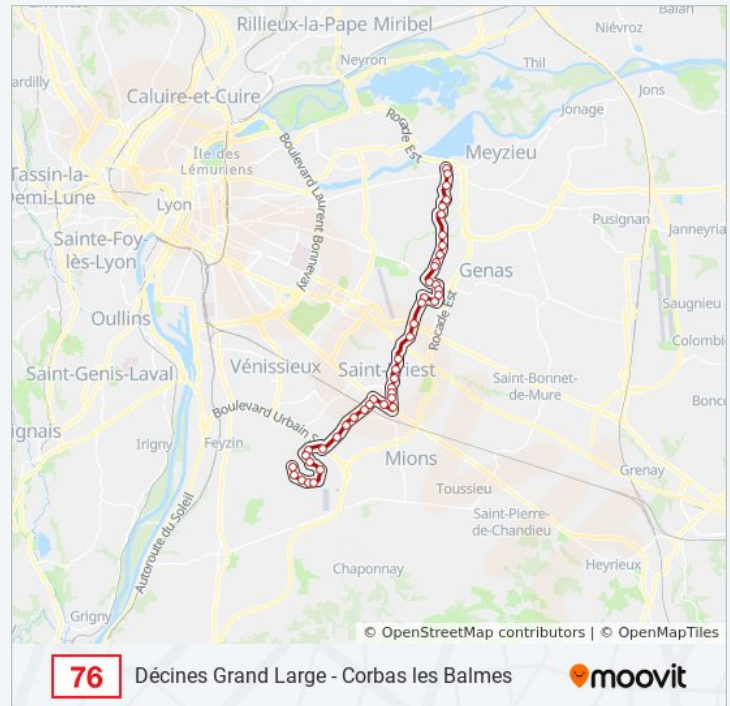 Balan
Rillieux-la-Pape Miribel
Niévroz
Neyron
Thil
Jons
ardilly
Caluire-et-Cuire
Jonage
Rocade Est
Meyzieu
Boulevard Laurent Bonnevay
Île des
Lémuriens
Tassin-la-
Demi-Lune
Lyon
Pusignan
Janneyria
Sainte-Foy-
lès-Lyon
Genas
Saugnieu
Oullins
Rocade Est
Colombi
Vénissieux
Saint-Priest
Saint-Genis-Laval
Saint-Bonnet-
de-Mure
Bonce
Boulevard Urbain S
ignais
Irigny
Feyzin
Mions
Grenay
Toussieu
Autoroute du Soleil
Saint-Pierre-
de-Chandieu
Heyrieux
Chaponnay
Grigny
© OpenStreetMap contributors | © OpenMapTiles
76 Décines Grand Large - Corbas les Balmes moovit